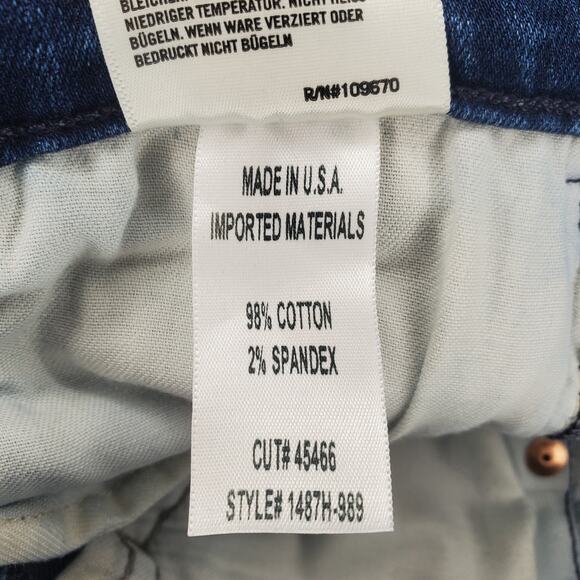 NIEDRIGER TEMPERATUR. NICHT HEISS
BÜGELN. WENN WARE VERZIERT ODER
BEDRUCKT NICHT BÜGELN
R/N#109670
MADE IN U.S.A.
IMPORTED MATERIALS
98% COTTON
2% SPANDEX
CUT# 45466
STYLE# 1487H-989